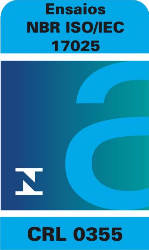 Ensaios
NBR ISO/IEC
17025
CRL 0355